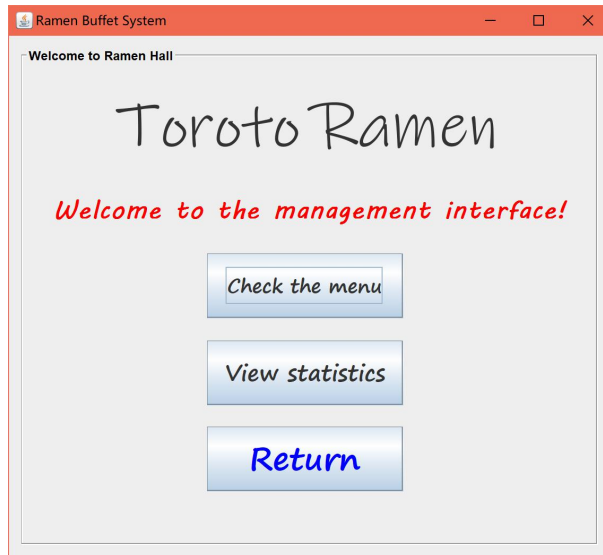 Ramen Buffet System
Welcome to Ramen Hall
Toroto Ramen
Welcome to the management interface!
Check the menu
View statistics
Return